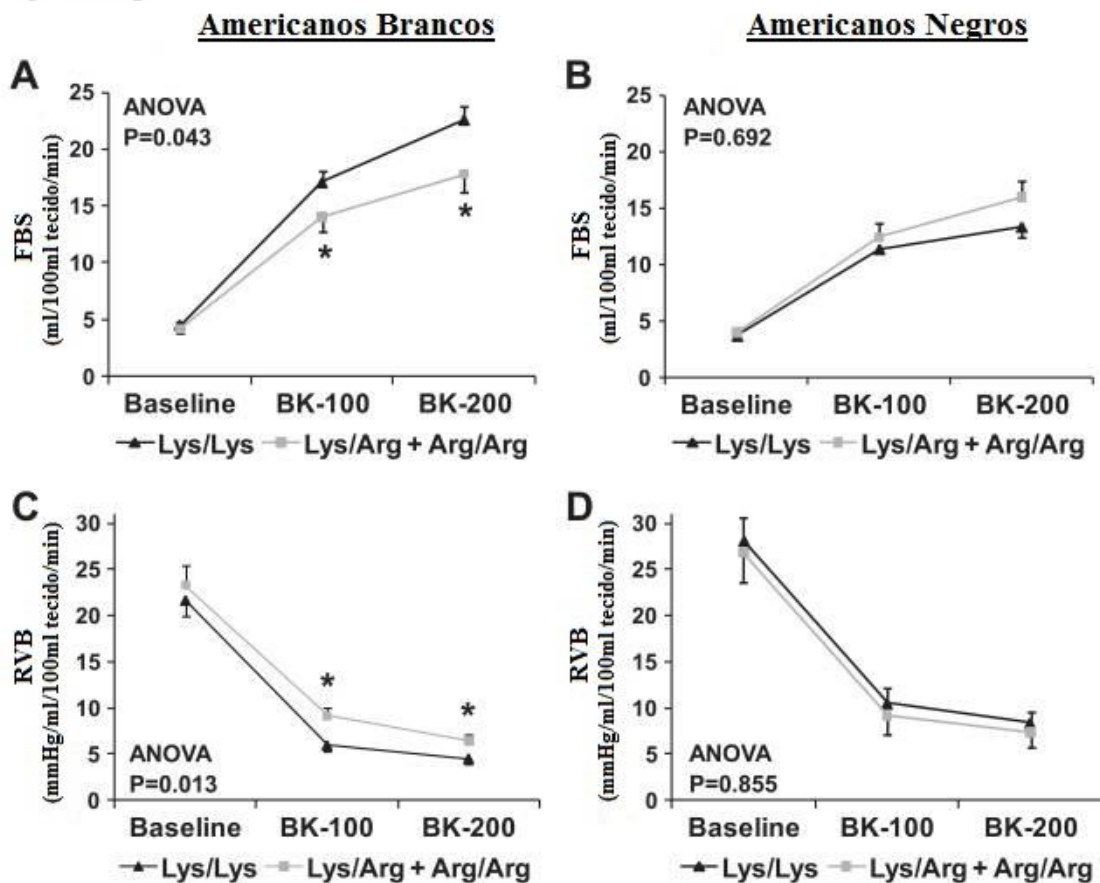 Americanos Brancos
Americanos Negros
A
ANOVA
P=0.043
FBS
(ml/100ml tecido/min)
25
20
15
10
5
0
*
*
Baseline BK-100 BK-200
Lys/Lys Lys/Arg + Arg/Arg
B
ANOVA
P=0.692
FBS
(ml/100ml tecido/min)
25
20
15
10
5
0
Baseline BK-100 BK-200
Lys/Lys Lys/Arg + Arg/Arg
C
RVB
(mmHg/ml/100ml tecido/min)
30
25
20
15
10
5
0
*
*
ANOVA
P=0.013
Baseline BK-100 BK-200
Lys/Lys Lys/Arg + Arg/Arg
D
RVB
(mmHg/ml/100ml tecido/min)
30
25
20
15
10
5
0
ANOVA
P=0.855
Baseline BK-100 BK-200
Lys/Lys Lys/Arg + Arg/Arg